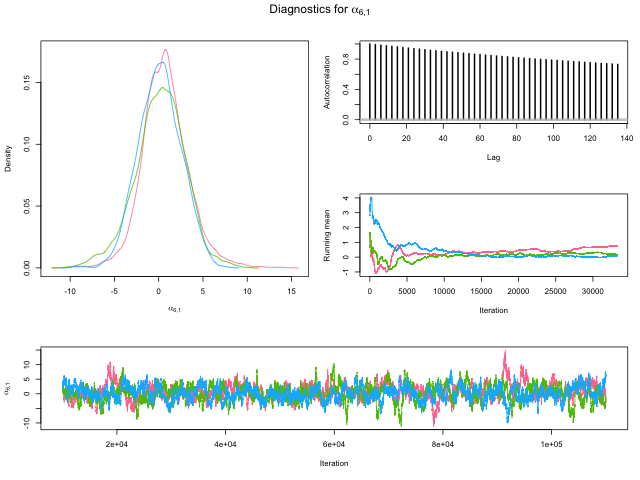 Diagnostics for α6,1
Density
0.00 0.05 0.10 0.15
-10 -5 0 5 10 15
α6,1
Autocorrelation
0.0 0.4 0.8
0 20 40 60 80 100 120 140
Lag
Running mean
-1 0 1 2 3 4
0 5000 10000 15000 20000 25000 30000
Iteration
α6,1
-10 0 5 10 15
2e+04 4e+04 6e+04 8e+04 1e+05
Iteration